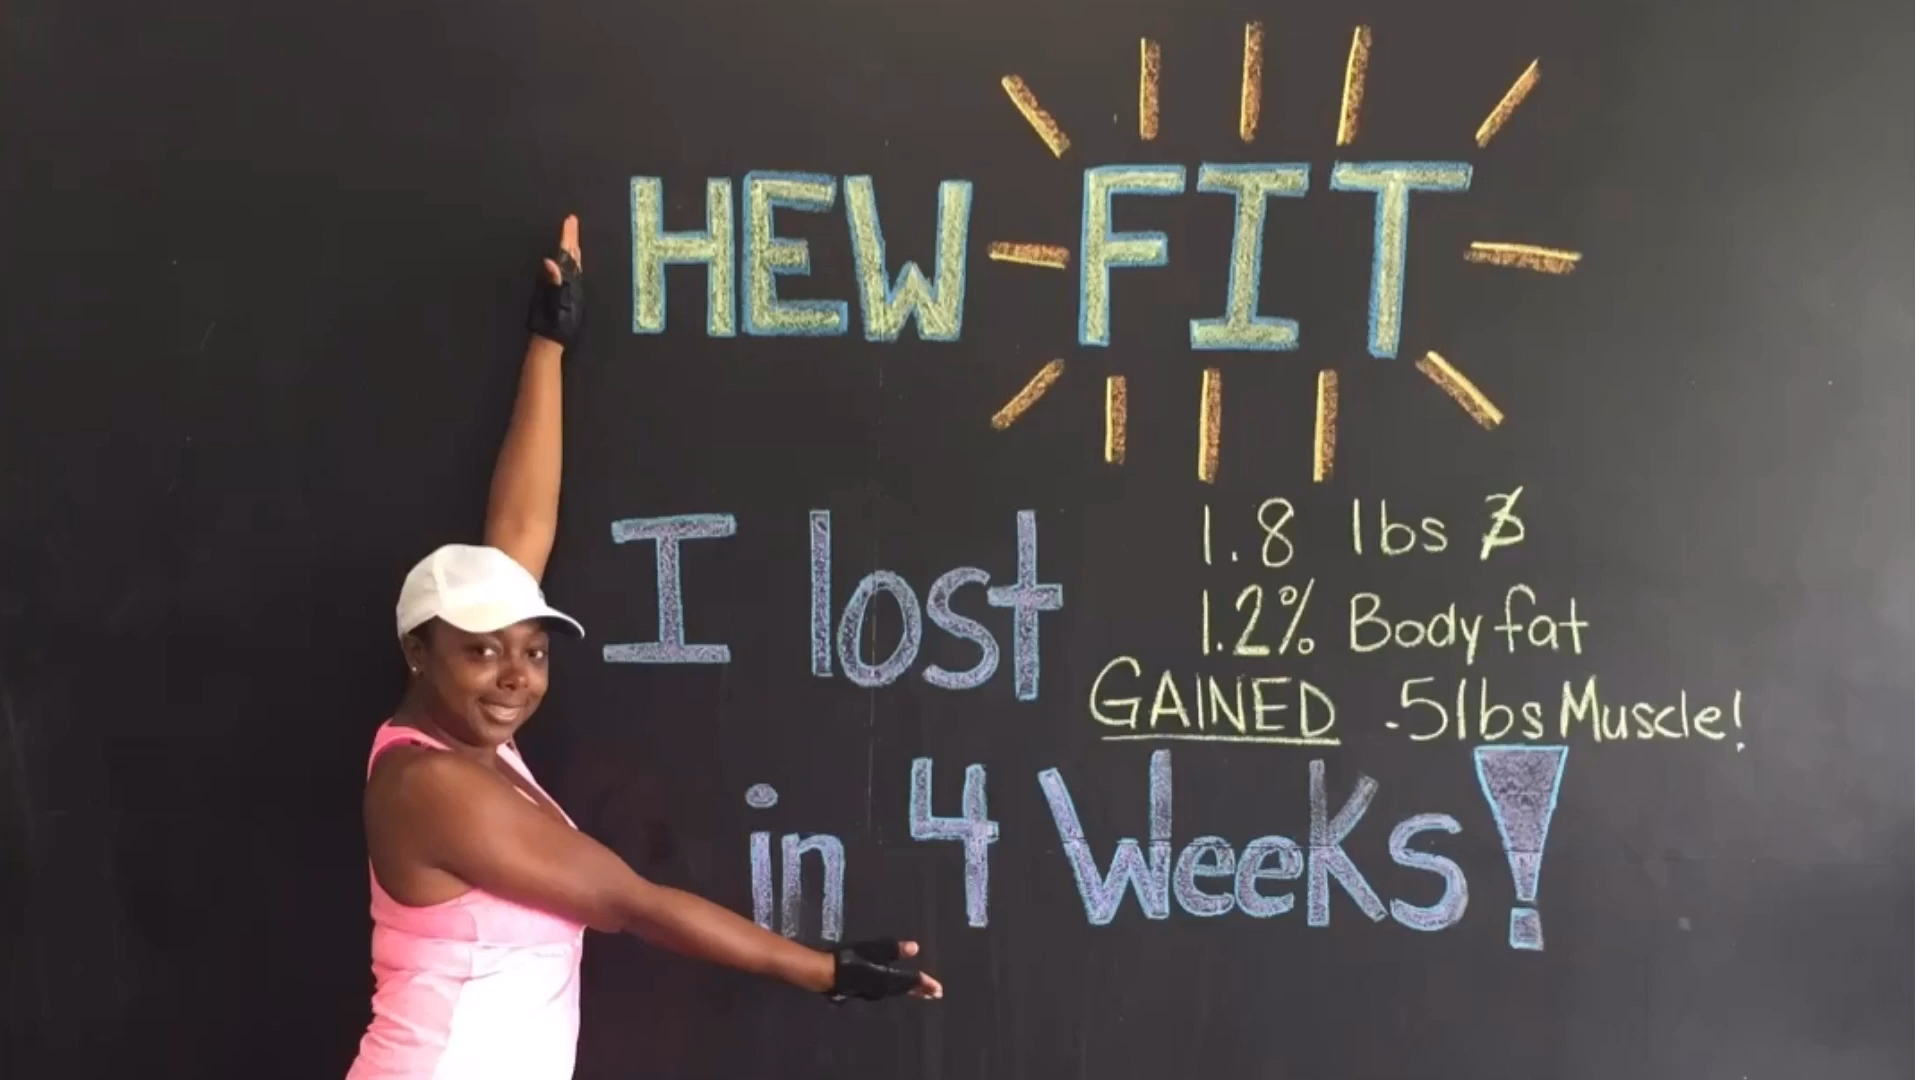 HEW FIT
I lost
1.8 lbs
1.2% Body fat
GAINED .5lbs Muscle!
in 4 Weeks!